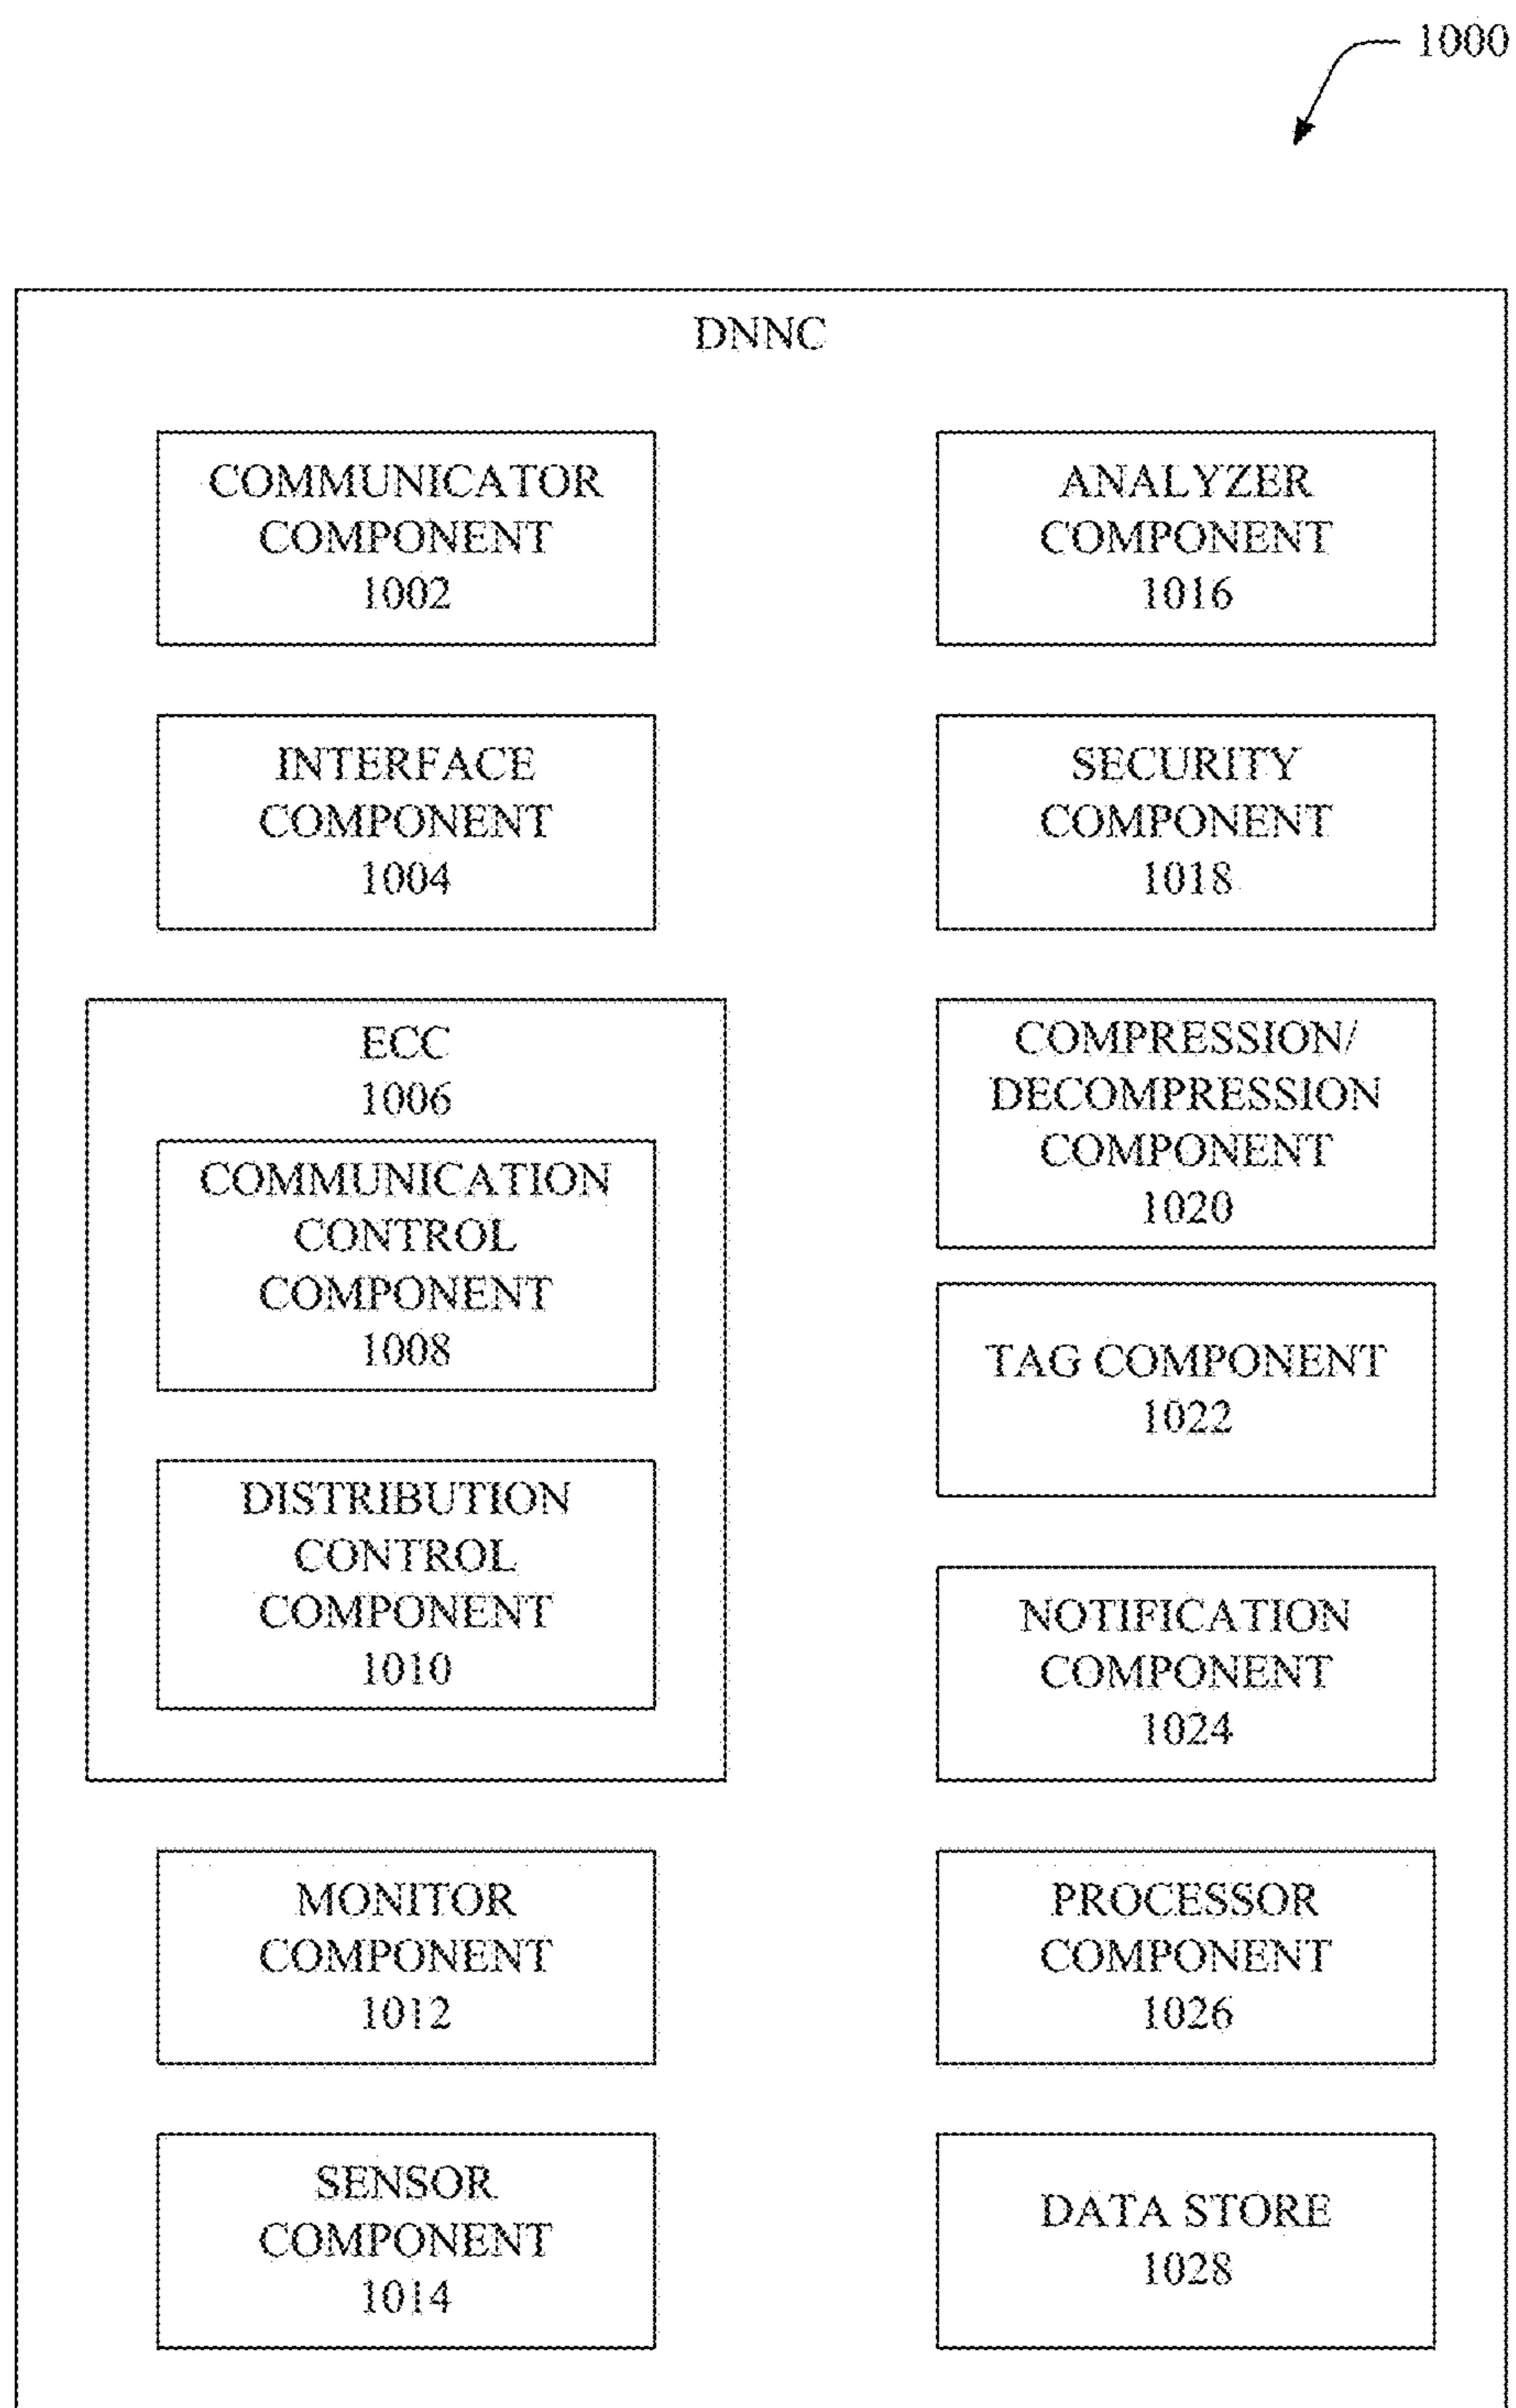 1000
DNNC
COMMUNICATOR
COMPONENT
1002
INTERFACE
COMPONENT
1004
ECC
1006
COMMUNICATION
CONTROL
COMPONENT
1008
DISTRIBUTION
CONTROL
COMPONENT
1010
MONITOR
COMPONENT
1012
SENSOR
COMPONENT
1014
ANALYZER
COMPONENT
1016
SECURITY
COMPONENT
1018
COMPRESSION/
DECOMPRESSION
COMPONENT
1020
TAG COMPONENT
1022
NOTIFICATION
COMPONENT
1024
PROCESSOR
COMPONENT
1026
DATA STORE
1028